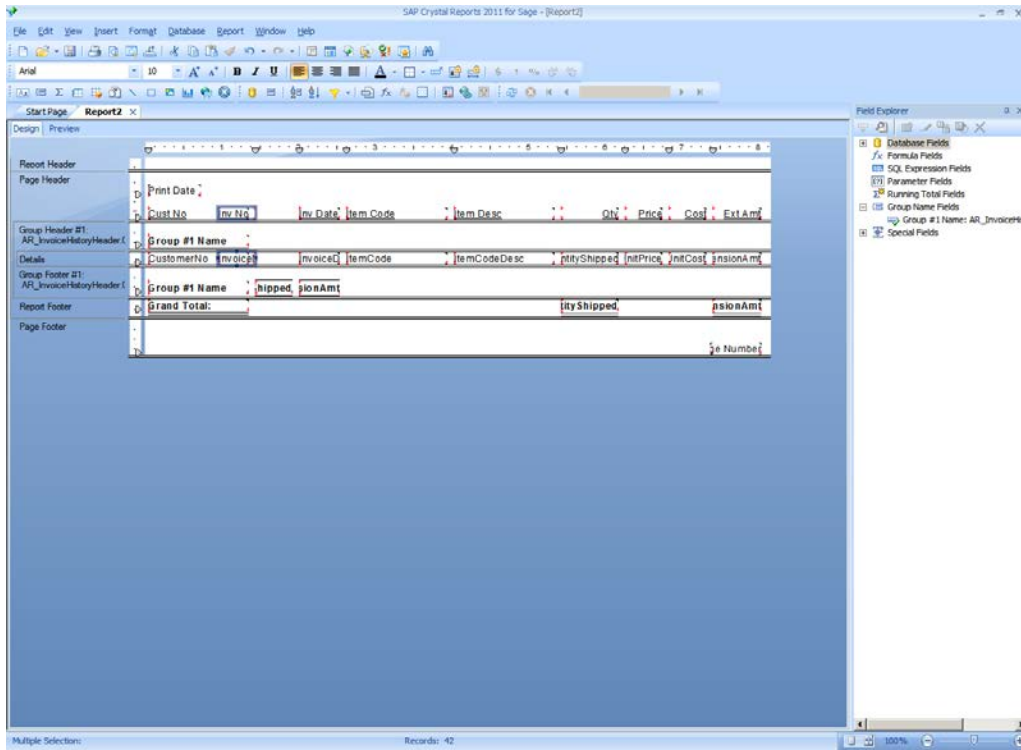 SAP Crystal Reports 2011 for Sage - [Report2]
File Edit View Insert Format Database Report Window Help
Arial 10 B I U
Start Page Report2
Field Explorer
Design Preview
Database Fields
Formula Fields
SQL Expression Fields
Parameter Fields
Running Total Fields
Group Name Fields
Group #1 Name: AR_InvoiceHi
Special Fields
Report Header
Page Header
Print Date
Cust No Inv No Inv Date Item Code Item Desc Qty Price Cost Ext Amt
Group Header #1:
AR_InvoiceHistoryHeader.
Group #1 Name
Details
CustomerNo InvoiceN InvoiceD ItemCode ItemCodeDesc ntityShipped UnitPrice UnitCost ensionAmt
Group Footer #1:
AR_InvoiceHistoryHeader.
Group #1 Name hipped, sionAmt
Report Footer
Grand Total: tityShipped, nsionAmt
Page Footer
ge Number
Multiple Selection:
Records: 42
100%